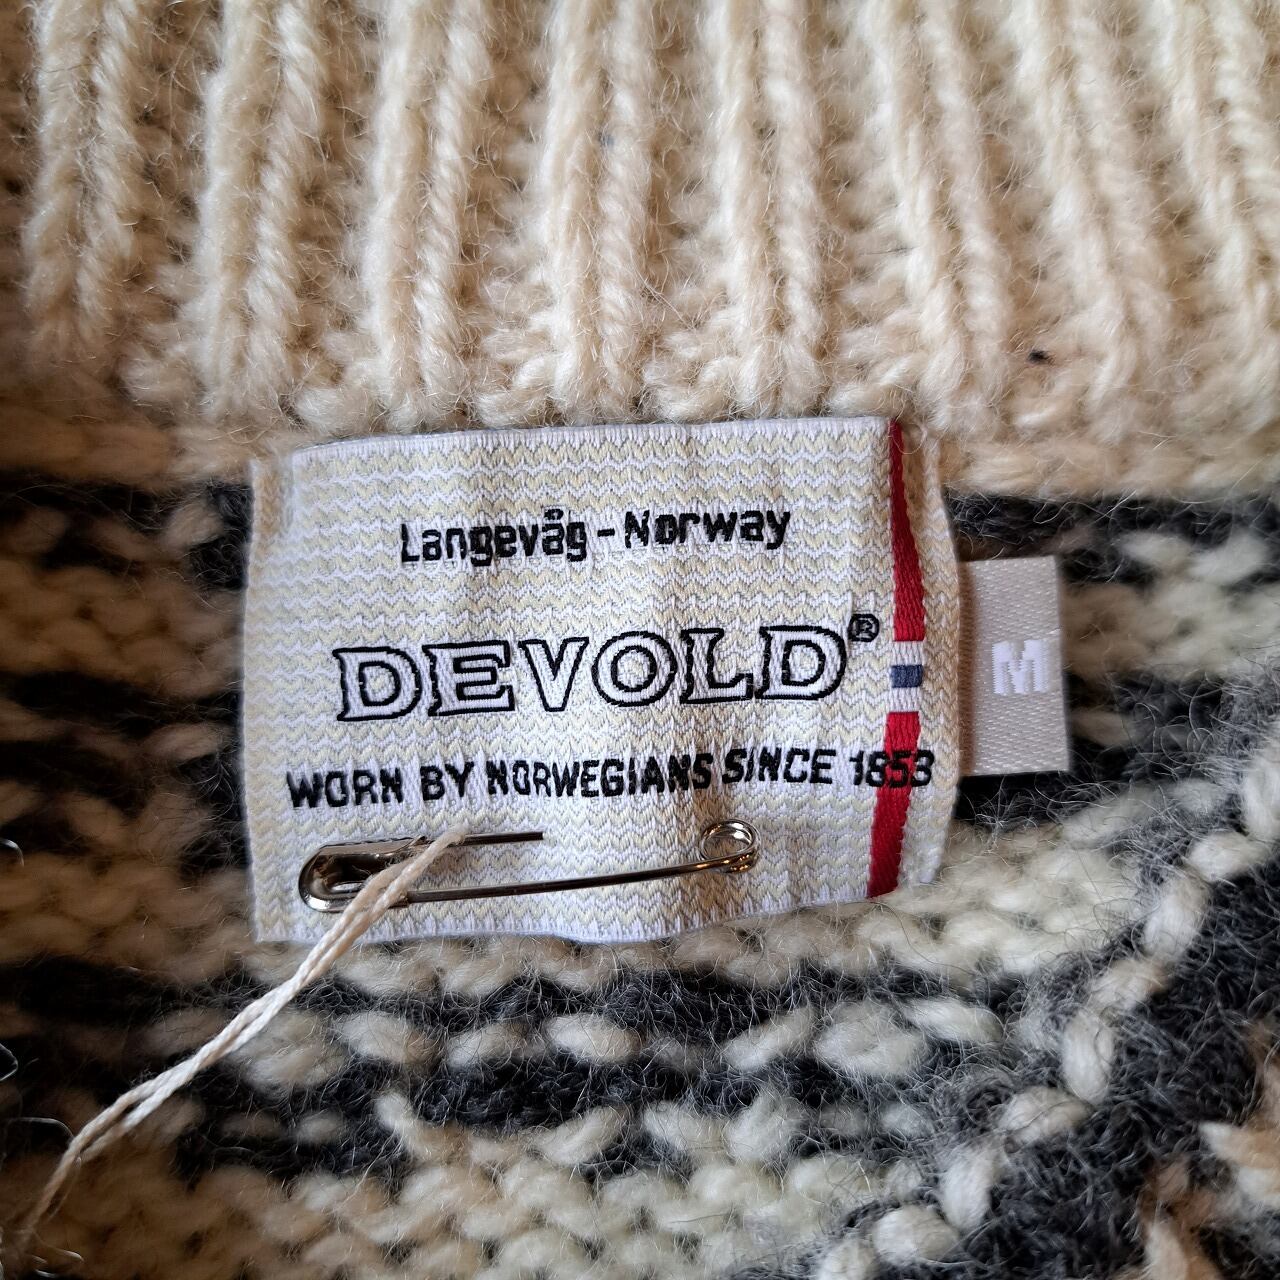 Langevåg - Norway
DEVOLD®
WORN BY NORWEGIANS SINCE 1853
M